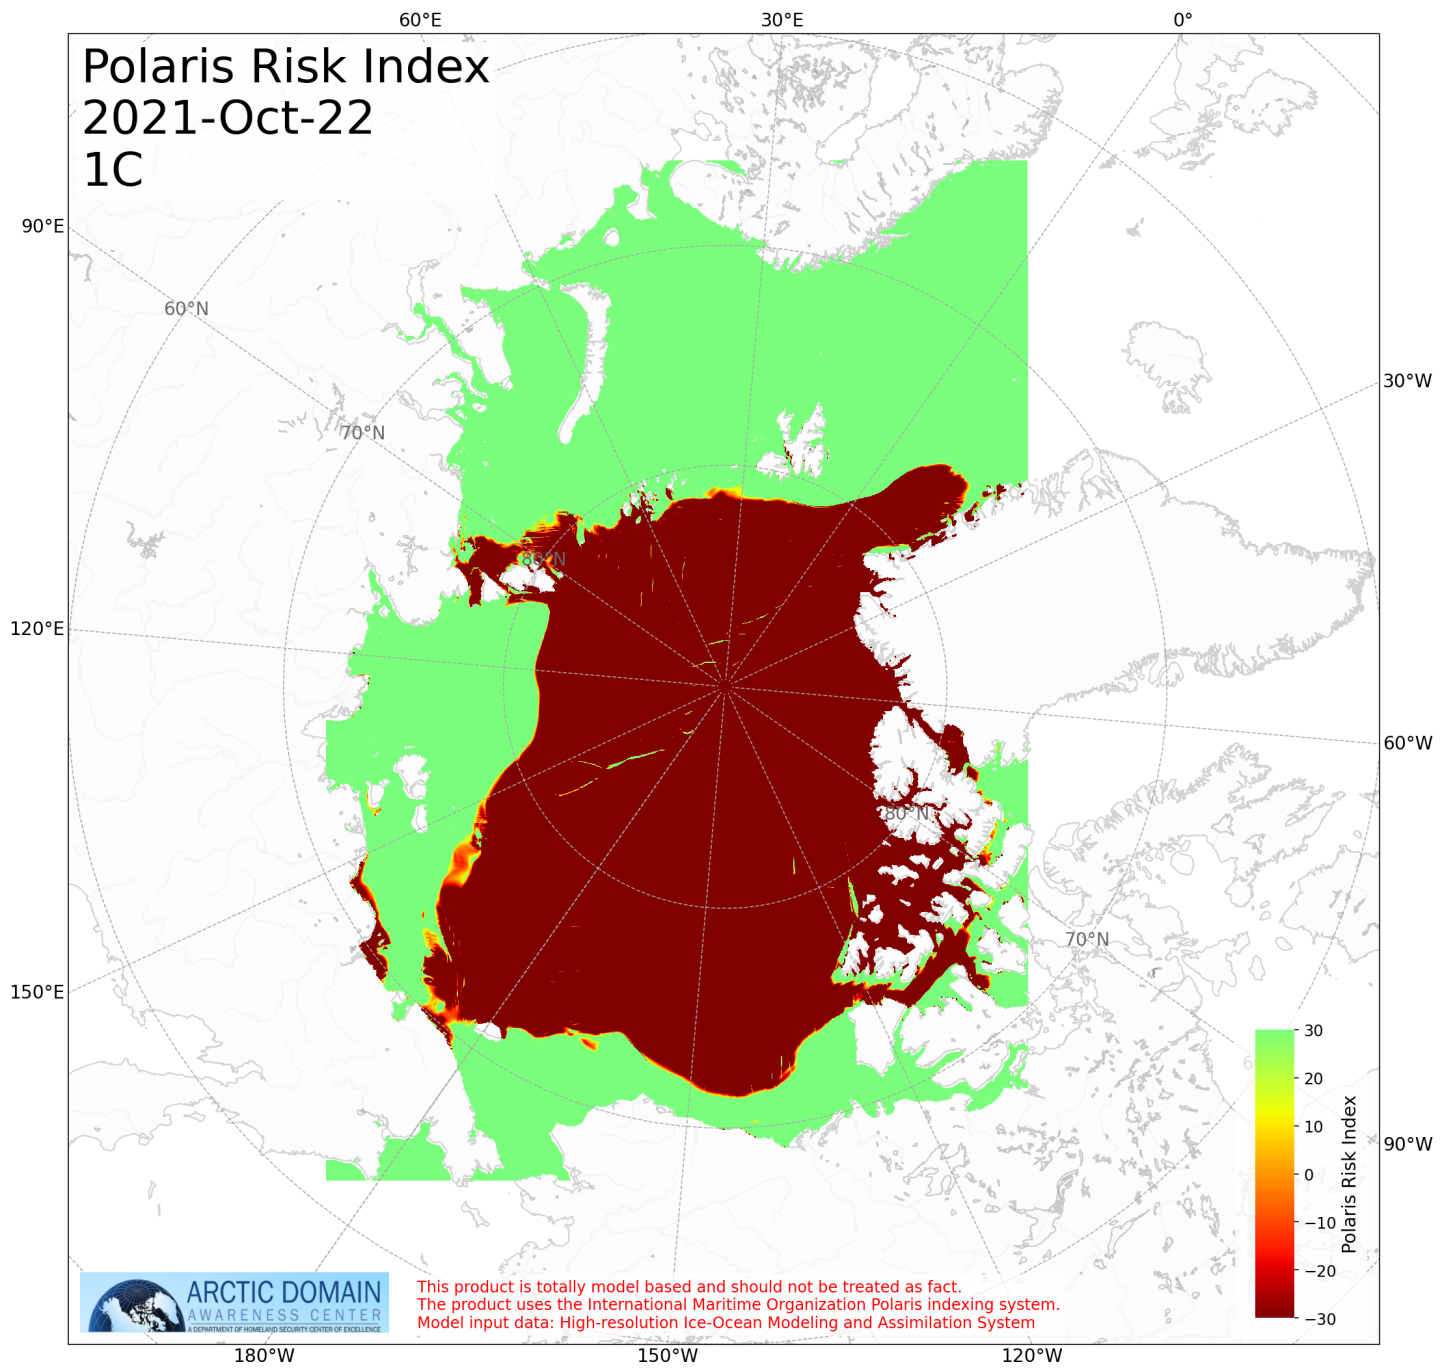 60°E 30°E 0°
Polaris Risk Index
2021-Oct-22
1C
90°E
60°N
30°W
70°N
80°N
120°E
60°W
80°N
70°N
150°E
30
20
10
0
−10
−20
−30
Polaris Risk Index
90°W
ARCTIC DOMAIN
AWARENESS CENTER
A DEPARTMENT OF HOMELAND SECURITY CENTER OF EXCELLENCE
This product is totally model based and should not be treated as fact.
The product uses the International Maritime Organization Polaris indexing system.
Model input data: High-resolution Ice-Ocean Modeling and Assimilation System
180°W 150°W 120°W